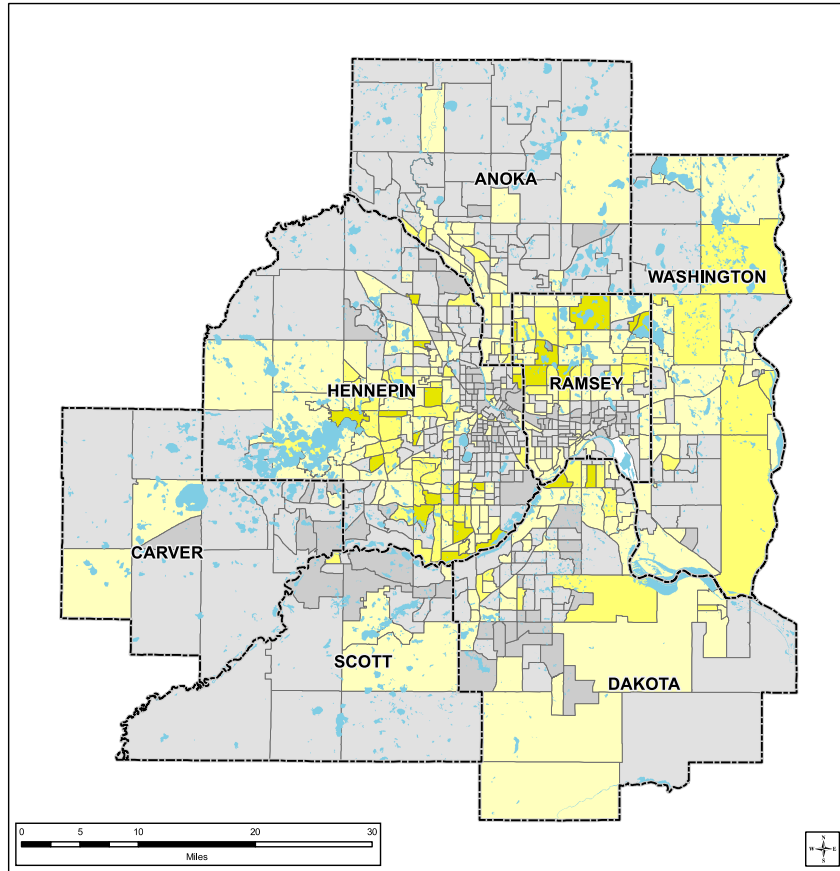 ANOKA
WASHINGTON
HENNEPIN
RAMSEY
CARVER
SCOTT
DAKOTA
0 5 10 20 30
Miles
N
W E
S